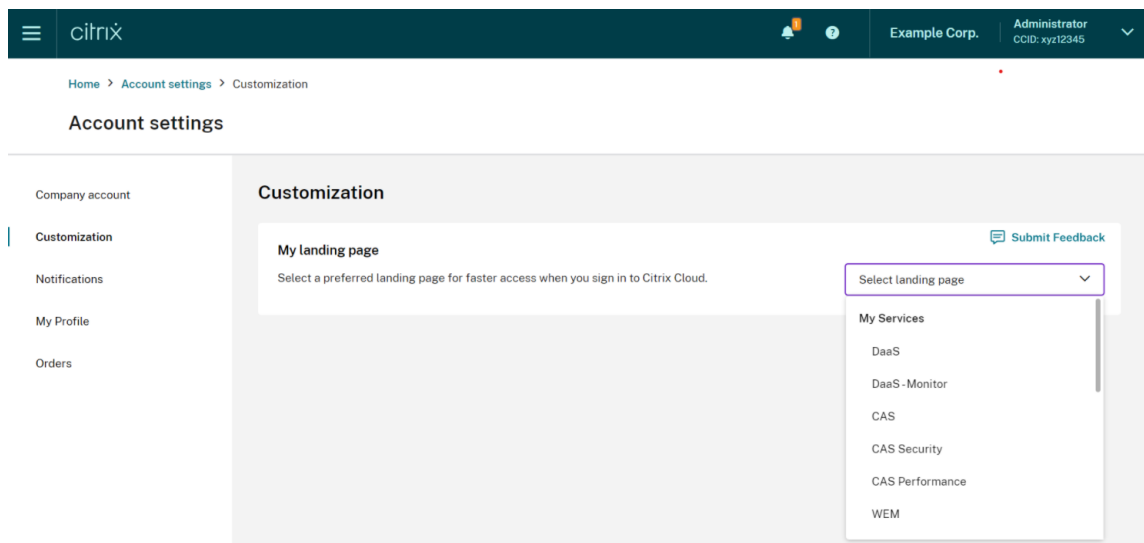 citrix
1
?
Example Corp.
Administrator
CCID: xyz12345
Home > Account settings > Customization
Account settings
Company account
Customization
Notifications
My Profile
Orders
Customization
Submit Feedback
My landing page
Select a preferred landing page for faster access when you sign in to Citrix Cloud.
Select landing page
My Services
DaaS
DaaS - Monitor
CAS
CAS Security
CAS Performance
WEM